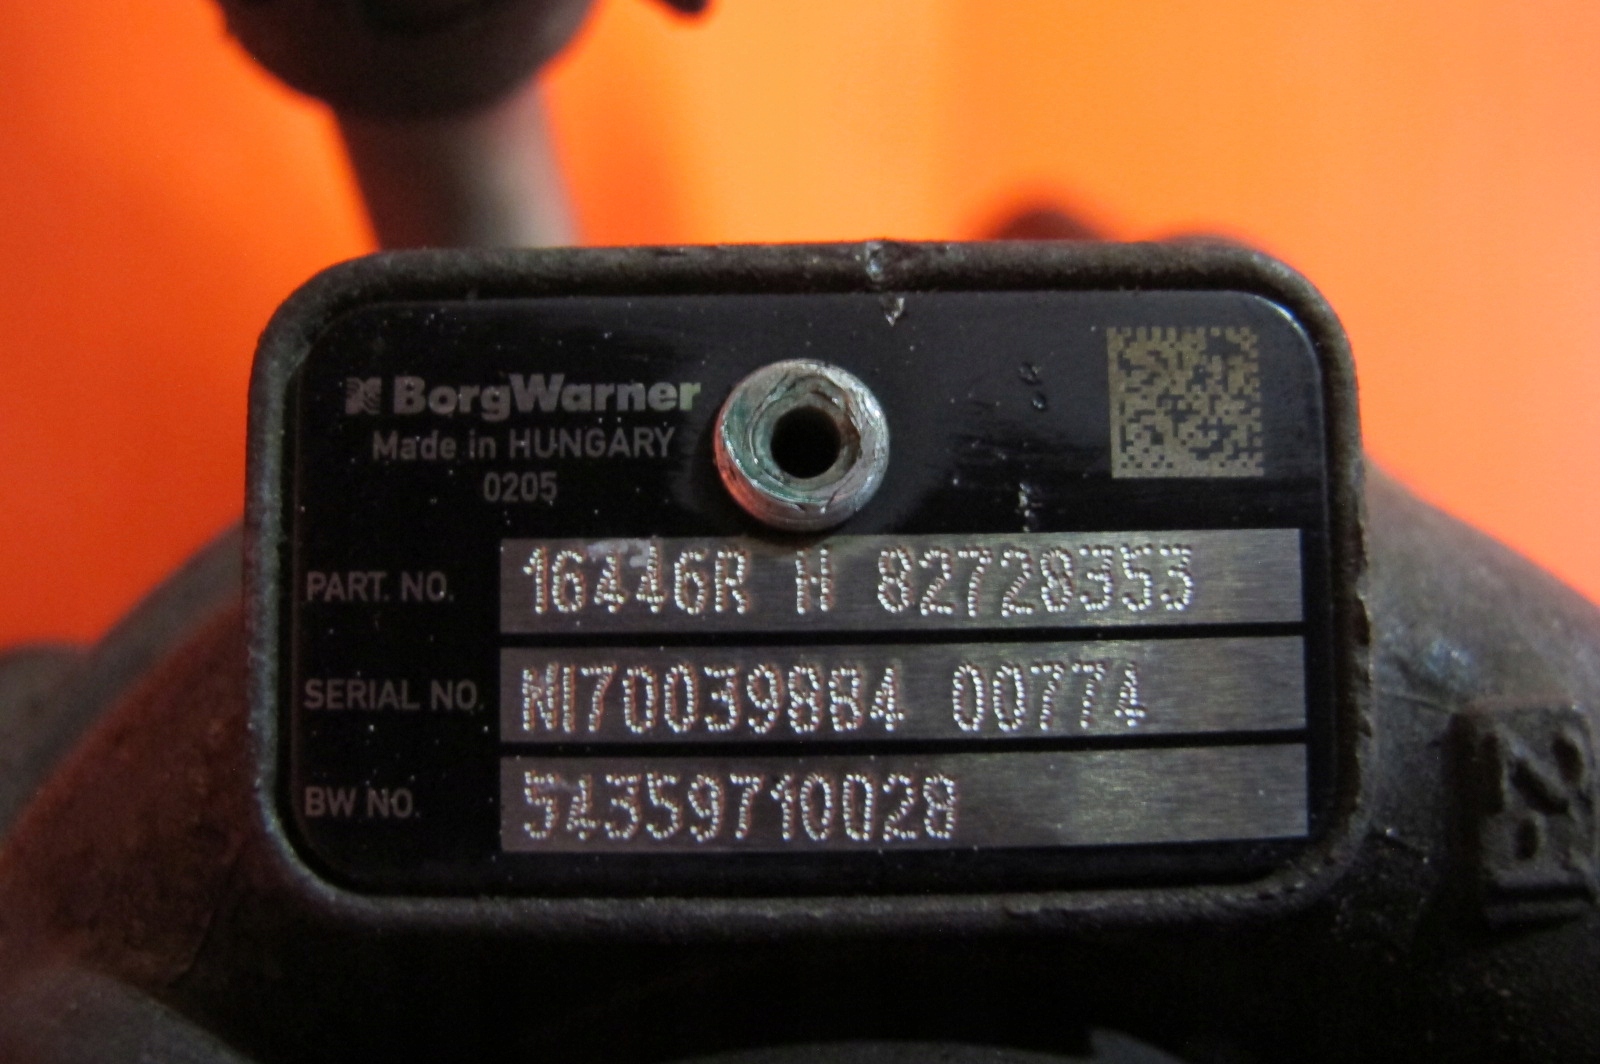 BorgWarner
Made in HUNGARY
0205
PART. NO. 16446R H 82728353
SERIAL NO. NI70039884 00774
BW NO. 54359710028